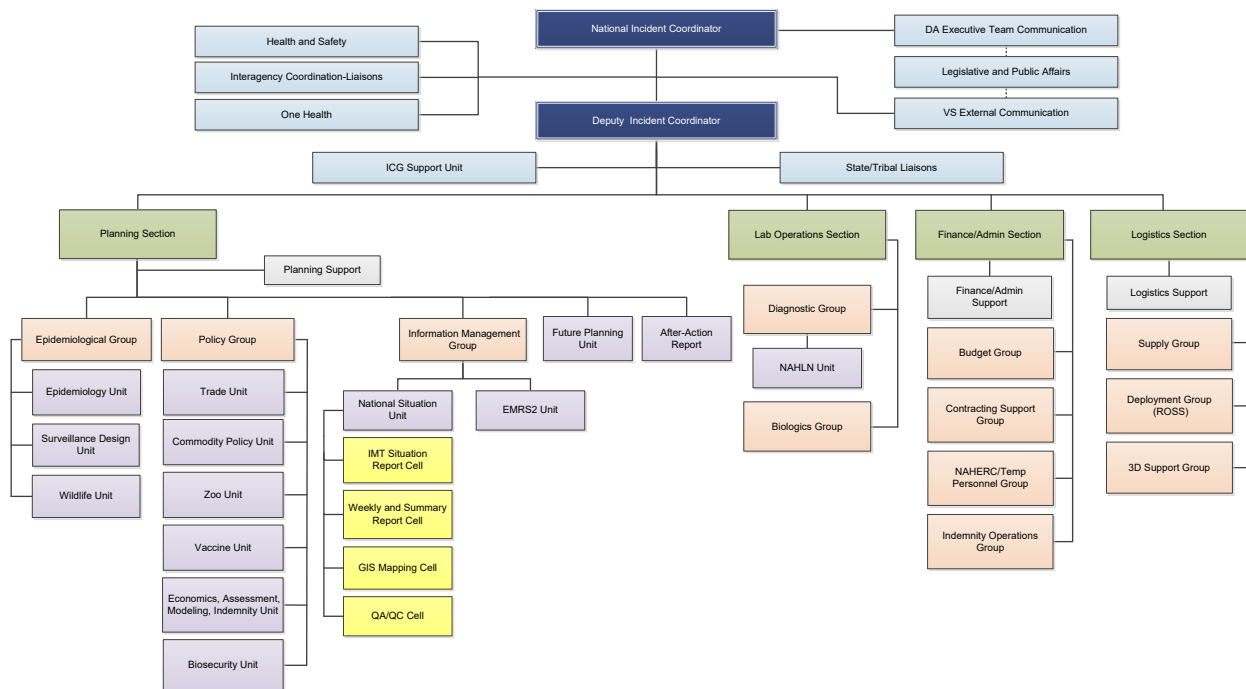 National Incident Coordinator
DA Executive Team Communication
Health and Safety
Interagency Coordination-Liaisons
Legislative and Public Affairs
One Health
VS External Communication
Deputy Incident Coordinator
ICG Support Unit
State/Tribal Liaisons
Planning Section
Lab Operations Section
Finance/Admin Section
Logistics Section
Planning Support
Finance/Admin
Support
Logistics Support
Epidemiological Group
Policy Group
Information Management
Group
Future Planning
Unit
After-Action
Report
Diagnostic Group
Budget Group
Supply Group
Epidemiology Unit
Trade Unit
National Situation
Unit
EMRS2 Unit
NAHLN Unit
Contracting Support
Group
Deployment Group
(ROSS)
Surveillance Design
Unit
Commodity Policy Unit
IMT Situation
Report Cell
Biologics Group
NAHERC/Temp
Personnel Group
3D Support Group
Wildlife Unit
Zoo Unit
Weekly and Summary
Report Cell
Indemnity Operations
Group
Vaccine Unit
GIS Mapping Cell
Economics, Assessment,
Modeling, Indemnity Unit
QA/QC Cell
Biosecurity Unit